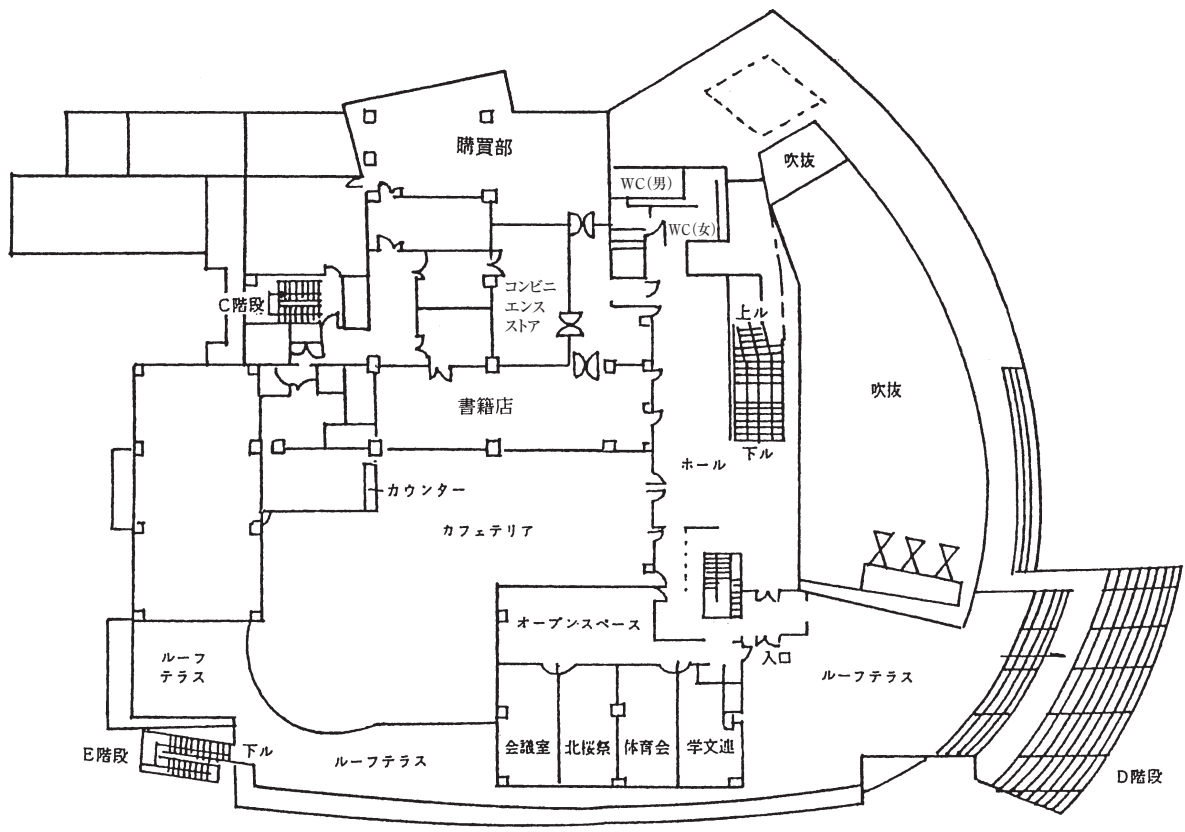 購買部
吹抜
WC(男)
WC(女)
コンビニ
エンス
ストア
C階段
上ル
書籍店
吹抜
下ル
ホール
カウンター
カフェテリア
オープンスペース
入口
ルーフ
テラス
ルーフテラス
会議室
北桜祭
体育会
学文連
E階段
下ル
ルーフテラス
D階段